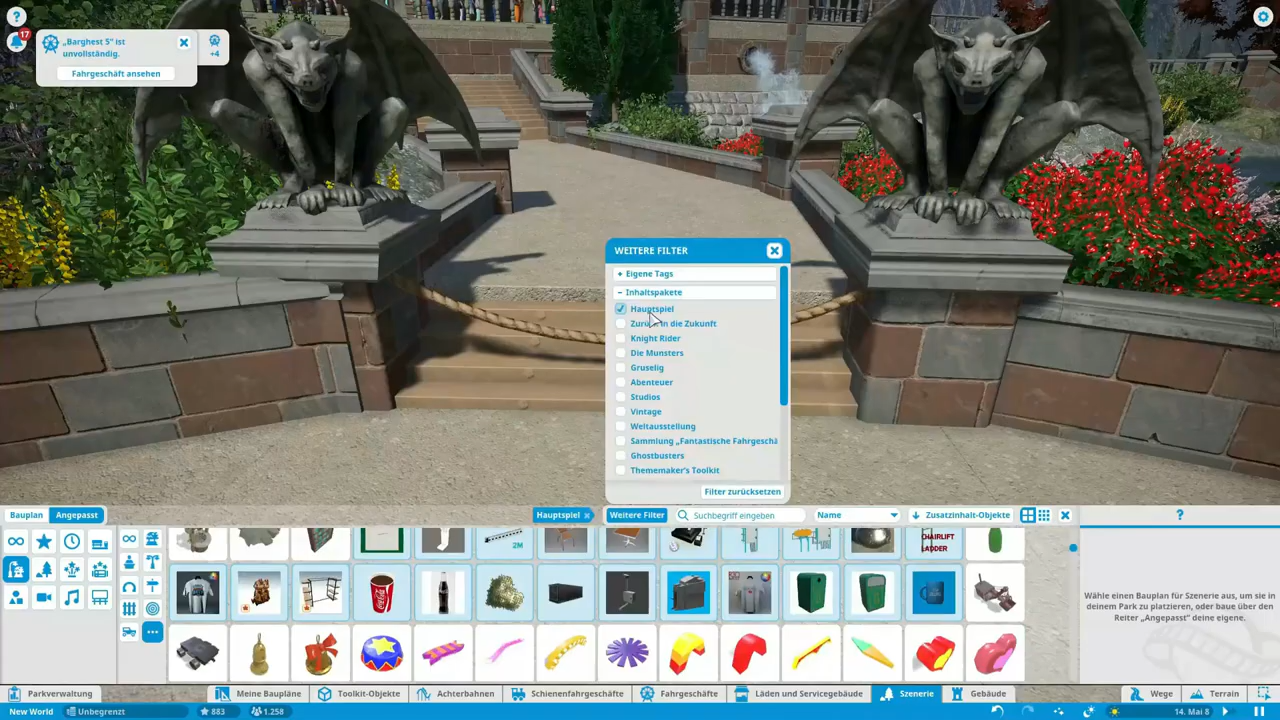 ?
17
„Barghest 5" ist
unvollständig.
+4
Fahrgeschäft ansehen
WEITERE FILTER
+ Eigene Tags
− Inhaltspakete
Hauptspiel
Zurück in die Zukunft
Knight Rider
Die Munsters
Gruselig
Abenteuer
Studios
Vintage
Weltausstellung
Sammlung „Fantastische Fahrgeschä
Ghostbusters
Thememaker's Toolkit
Filter zurücksetzen
Bauplan
Angepasst
Hauptspiel
Weitere Filter
Suchbegriff eingeben
Name
Zusatzinhalt-Objekte
?
2M
CHAIRLIFT
LADDER
Wähle einen Bauplan für Szenerie aus, um sie in
deinem Park zu platzieren, oder baue über den
Reiter „Angepasst" deine eigene.
Parkverwaltung
Meine Baupläne
Toolkit-Objekte
Achterbahnen
Schienenfahrgeschäfte
Fahrgeschäfte
Läden und Servicegebäude
Szenerie
Gebäude
Wege
Terrain
New World
Unbegrenzt
883
1.258
14. Mai 8